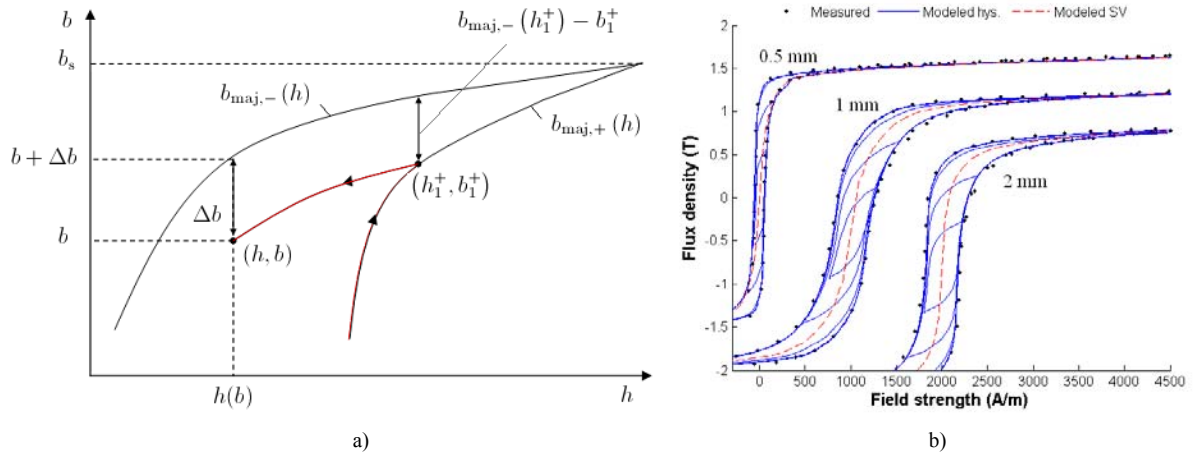 b
b_maj,−(h_1^+) − b_1^+
b_s
b_maj,−(h)
b_maj,+(h)
b + Δb
(h_1^+, b_1^+)
Δb
b
(h, b)
h(b)
h
a)
Measured Modeled hys. Modeled SV
2
1.5
1
0.5
0
-0.5
-1
-1.5
-2
Flux density (T)
0.5 mm
1 mm
2 mm
0 500 1000 1500 2000 2500 3000 3500 4000 4500
Field strength (A/m)
b)